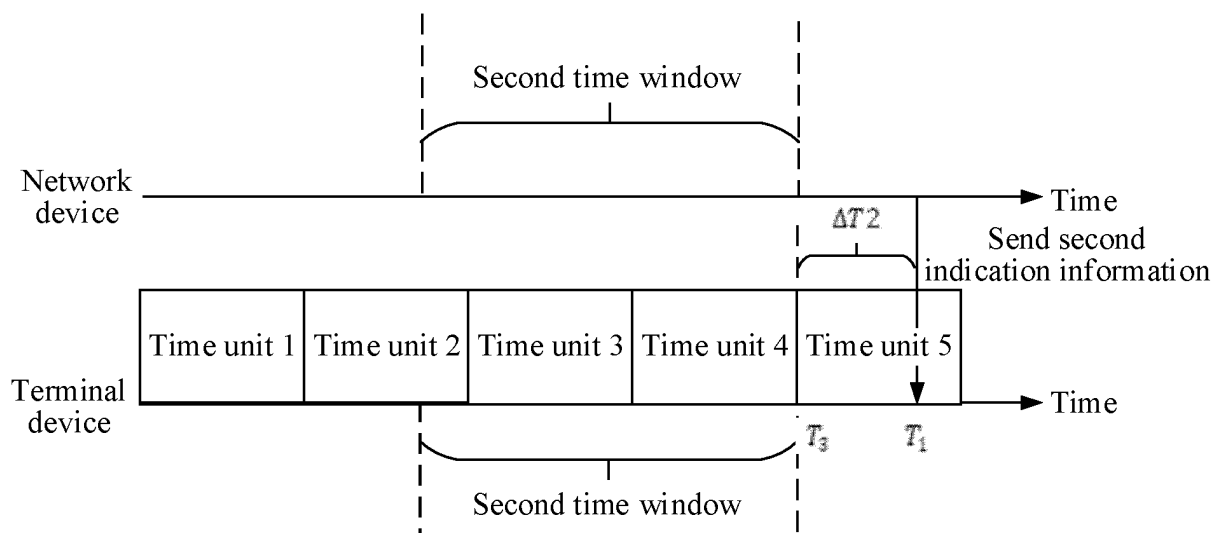 Second time window
Network
device
Time
ΔT2
Send second
indication information
Time unit 1
Time unit 2
Time unit 3
Time unit 4
Time unit 5
Terminal
device
Time
T₃
T₁
Second time window